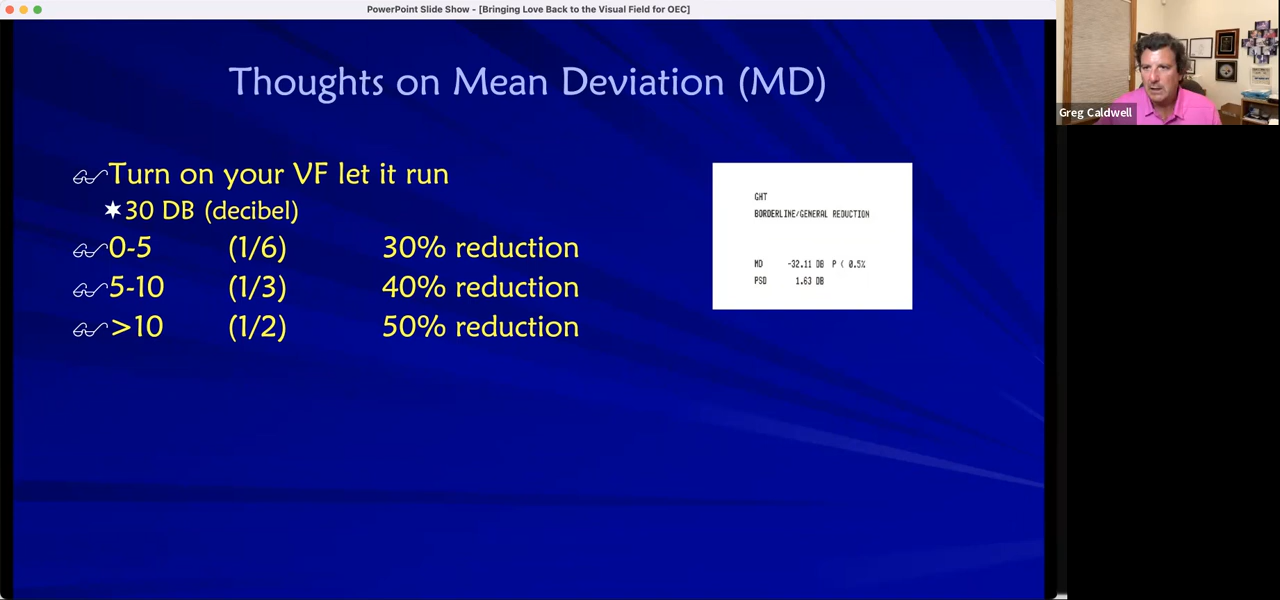 PowerPoint Slide Show - [Bringing Love Back to the Visual Field for OEC]
Thoughts on Mean Deviation (MD)
Turn on your VF let it run
30 DB (decibel)
0-5 (1/6) 30% reduction
5-10 (1/3) 40% reduction
>10 (1/2) 50% reduction
GHT
BORDERLINE/GENERAL REDUCTION
MD -32.11 DB P < 0.5%
PSD 1.63 DB
Greg Caldwell